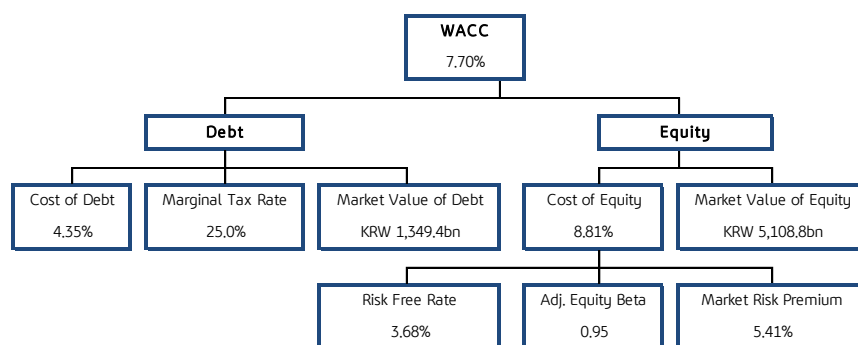 WACC
7.70%
Debt
Equity
Cost of Debt
4.35%
Marginal Tax Rate
25.0%
Market Value of Debt
KRW 1,349.4bn
Cost of Equity
8.81%
Market Value of Equity
KRW 5,108.8bn
Risk Free Rate
3.68%
Adj. Equity Beta
0.95
Market Risk Premium
5.41%